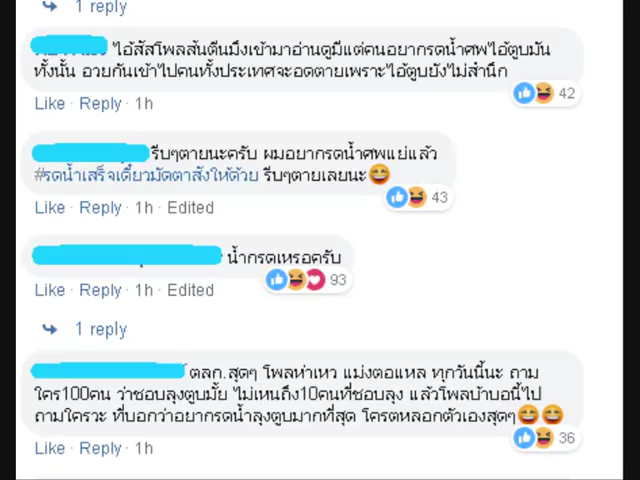 1 reply
ไอ้สัสโพลส้นตีนมึงเข้ามาอ่านดูมีแต่คนอยากรดน้ำศพไอ้ตูบมัน
ทั้งนั้น อวยกันเข้าไปคนทั้งประเทศจะอดตายเพราะไอ้ตูบยังไม่สำนึก
42
Like · Reply · 1h
รีบๆตายนะครับ ผมอยากรดน้ำศพแย่แล้ว
#รดน้ำเสร็จเดี๋ยวมัดตาสังให้ด้วย รีบๆตายเลยนะ😄
43
Like · Reply · 1h · Edited
น้ำกรดเหรอครับ
93
Like · Reply · 1h · Edited
1 reply
ตลก.สุดๆ โพลห่าเหว แม่งตอแหล ทุกวันนี้นะ ถาม
ใคร100คน ว่าชอบลุงตูบมั้ย ไม่เหนถึง10คนที่ชอบลุง แล้วโพลบ้าบอนี้ไป
ถามใครวะ ที่บอกว่าอยากรดน้ำลุงตูบมากที่สุด โครตหลอกตัวเองสุดๆ😄😄
36
Like · Reply · 1h